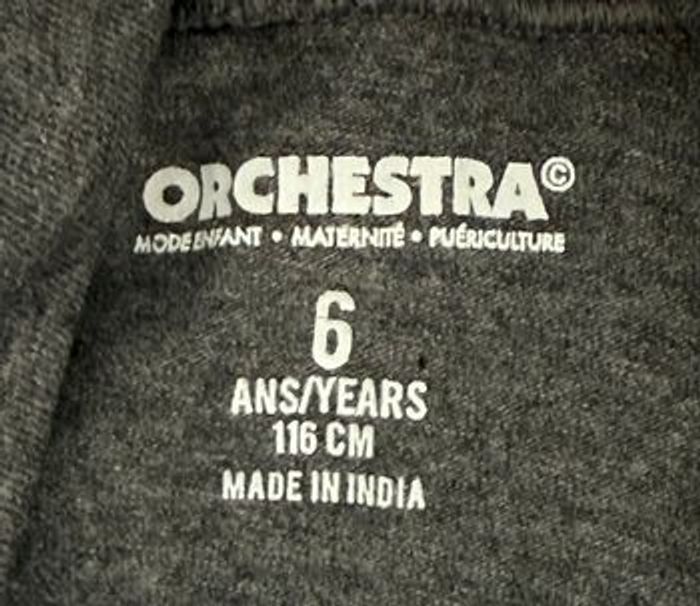 ORCHESTRA©
MODE ENFANT • MATERNITÉ • PUÉRICULTURE
6
ANS/YEARS
116 CM
MADE IN INDIA